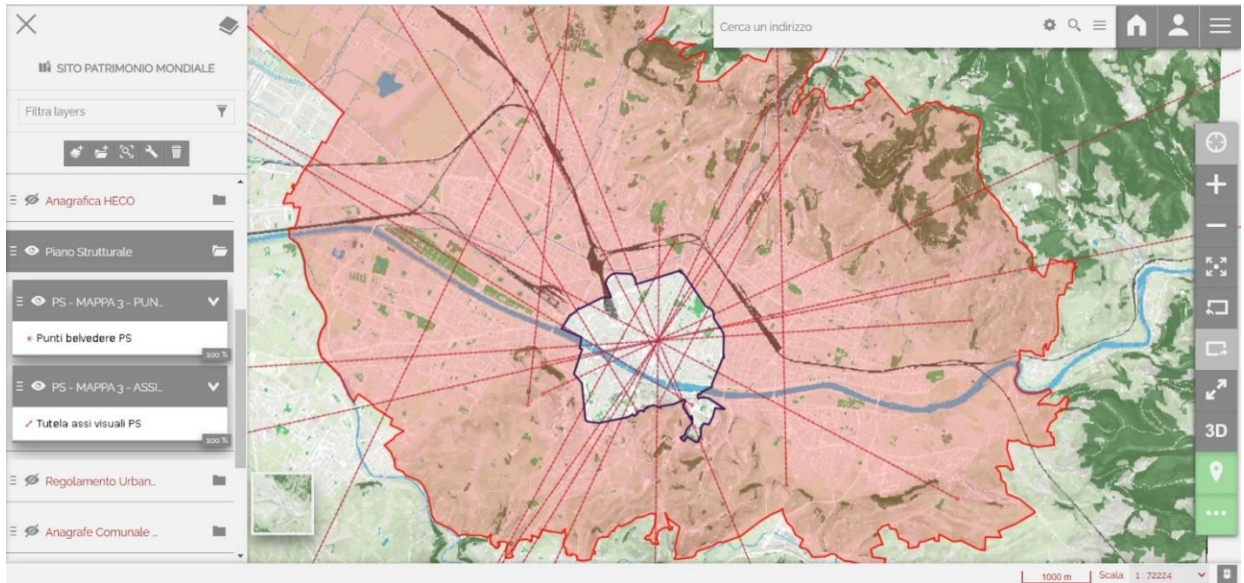 Cerca un indirizzo
SITO PATRIMONIO MONDIALE
Filtra layers
Anagrafica HECO
Piano Strutturale
PS - MAPPA 3 - PUN...
Punti belvedere PS
100 %
PS - MAPPA 3 - ASSI...
Tutela assi visuali PS
100 %
Regolamento Urban...
Anagrafe Comunale ...
3D
1000 m
Scala: 1 : 72224